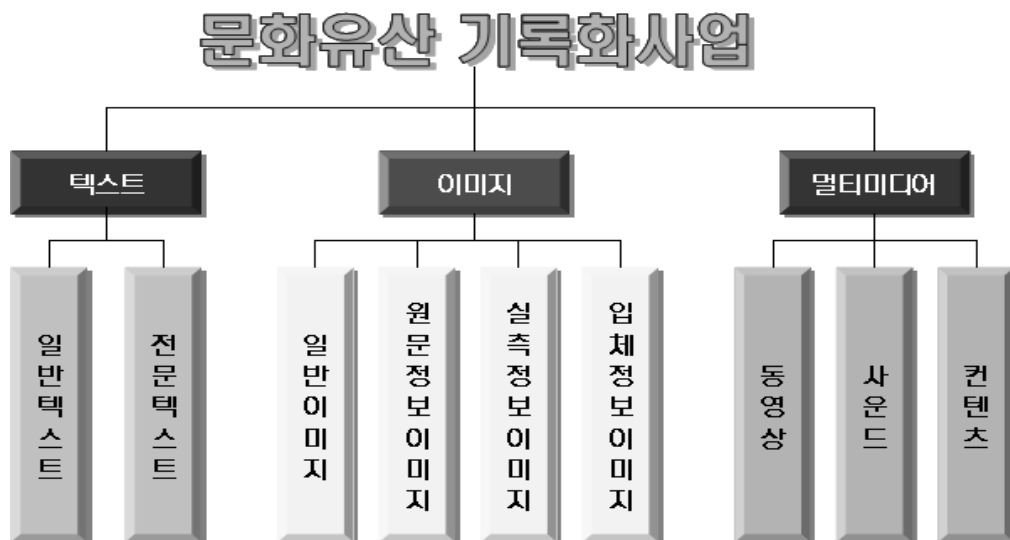 문화유산 기록화사업
텍스트
이미지
멀티미디어
일반텍스트
전문텍스트
일반이미지
원문정보이미지
실측정보이미지
입체정보이미지
동영상
사운드
컨텐츠